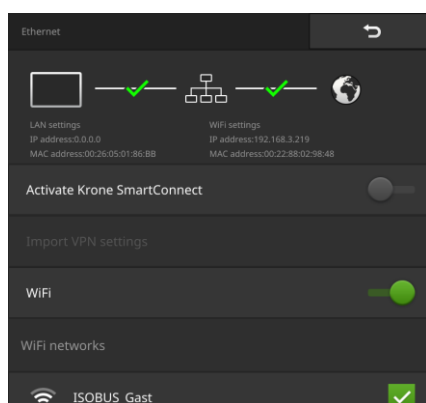 Ethernet
LAN settings
IP address:0.0.0.0
MAC address:00:26:05:01:86:BB
WiFi settings
IP address:192.168.3.219
MAC address:00:22:88:02:98:48
Activate Krone SmartConnect
Import VPN settings
WiFi
WiFi networks
ISOBUS_Gast